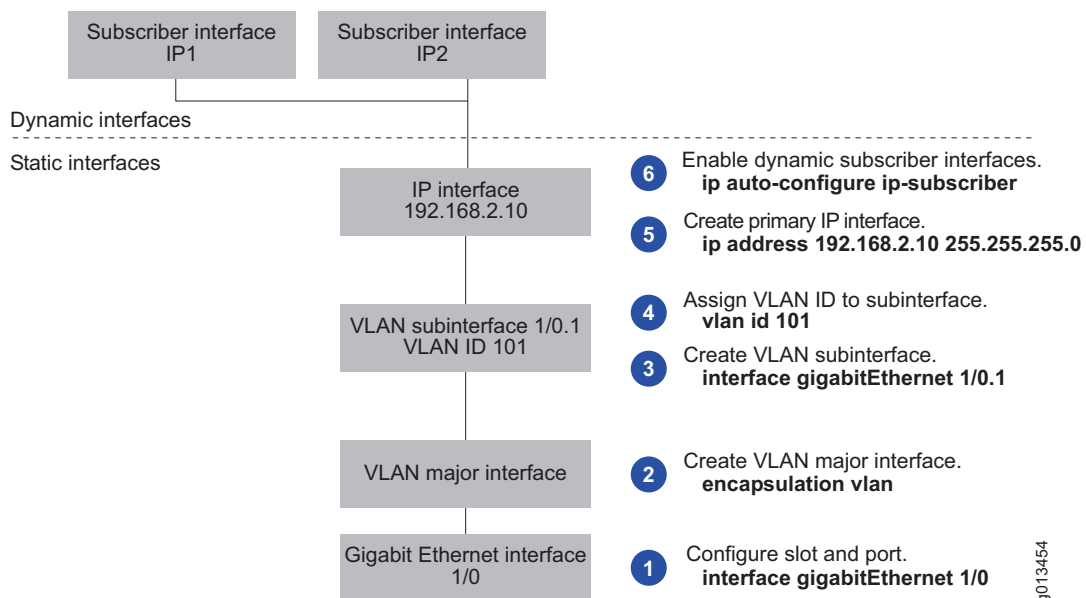 Subscriber interface
IP1
Subscriber interface
IP2
Dynamic interfaces
Static interfaces
IP interface
192.168.2.10
6 Enable dynamic subscriber interfaces.
ip auto-configure ip-subscriber
5 Create primary IP interface.
ip address 192.168.2.10 255.255.255.0
VLAN subinterface 1/0.1
VLAN ID 101
4 Assign VLAN ID to subinterface.
vlan id 101
3 Create VLAN subinterface.
interface gigabitEthernet 1/0.1
VLAN major interface
2 Create VLAN major interface.
encapsulation vlan
Gigabit Ethernet interface
1/0
1 Configure slot and port.
interface gigabitEthernet 1/0
g013454